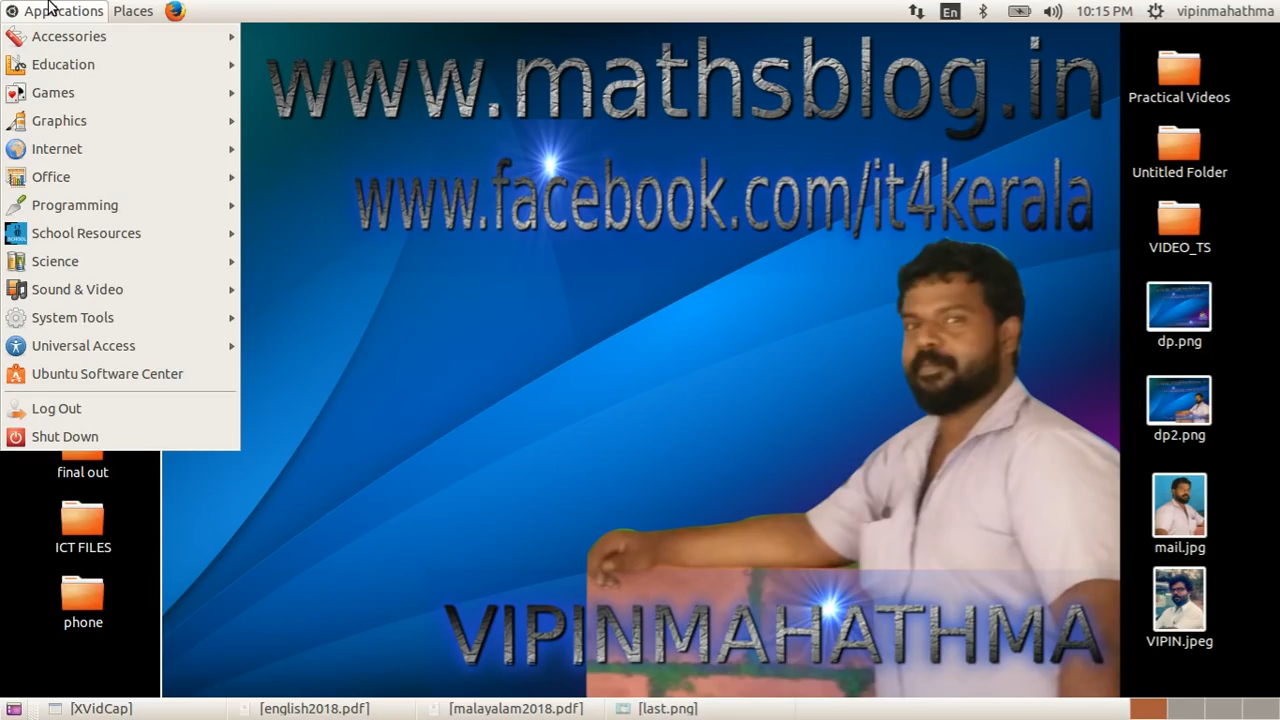 Applications Places
En 10:15 PM vipinmahathma
Accessories
Education
Games
Graphics
Internet
Office
Programming
School Resources
Science
Sound & Video
System Tools
Universal Access
Ubuntu Software Center
Log Out
Shut Down
final out
ICT FILES
phone
www.mathsblog.in
www.facebook.com/it4kerala
VIPINMAHATHMA
Practical Videos
Untitled Folder
VIDEO_TS
dp.png
dp2.png
mail.jpg
VIPIN.jpeg
[XVidCap] [english2018.pdf] [malayalam2018.pdf] [last.png]